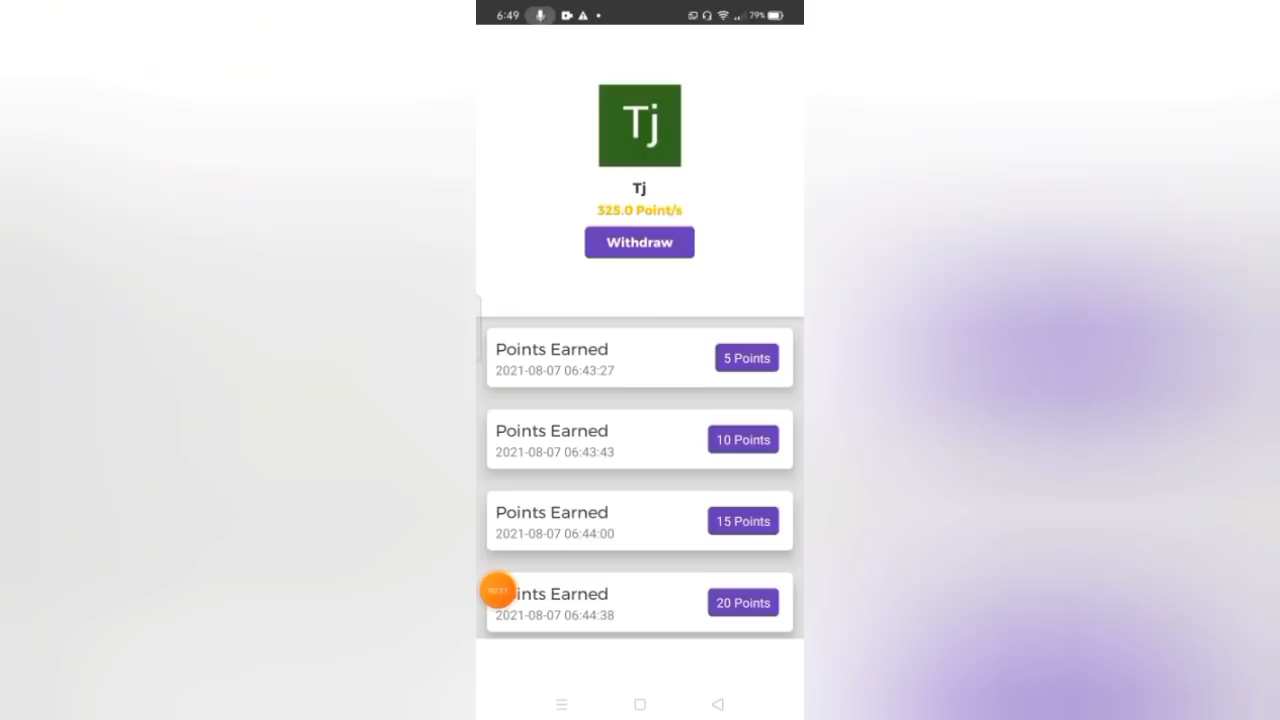 6:49
79%
Tj
Tj
325.0 Point/s
Withdraw
Points Earned
5 Points
2021-08-07 06:43:27
Points Earned
10 Points
2021-08-07 06:43:43
Points Earned
15 Points
2021-08-07 06:44:00
ints Earned
20 Points
2021-08-07 06:44:38